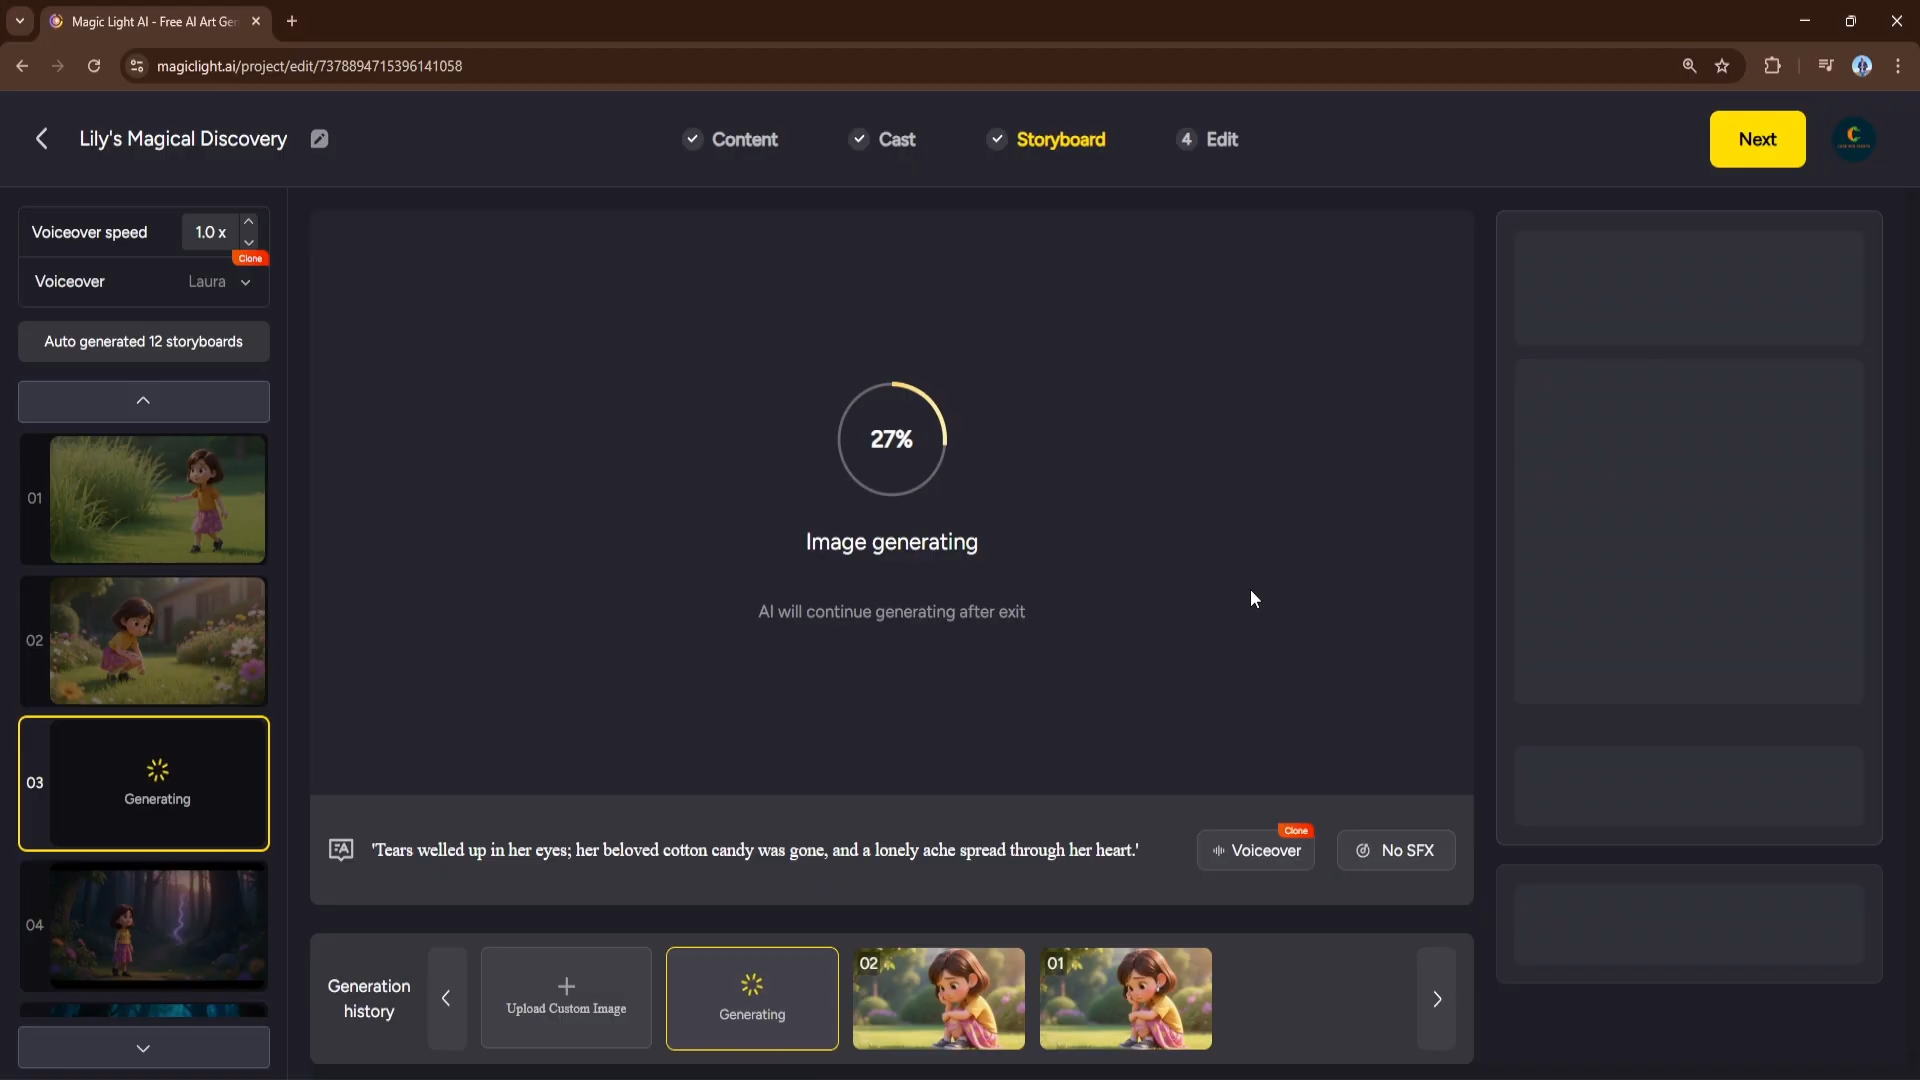 Magic Light AI - Free AI Art Ger
magiclight.ai/project/edit/7378894715396141058
Lily's Magical Discovery
Content
Cast
Storyboard
4 Edit
Next
Voiceover speed 1.0 x
Clone
Voiceover Laura
Auto generated 12 storyboards
01
02
03
Generating
04
27%
Image generating
AI will continue generating after exit
'Tears welled up in her eyes; her beloved cotton candy was gone, and a lonely ache spread through her heart.'
Clone
Voiceover
No SFX
Generation
history
Upload Custom Image
Generating
02
01